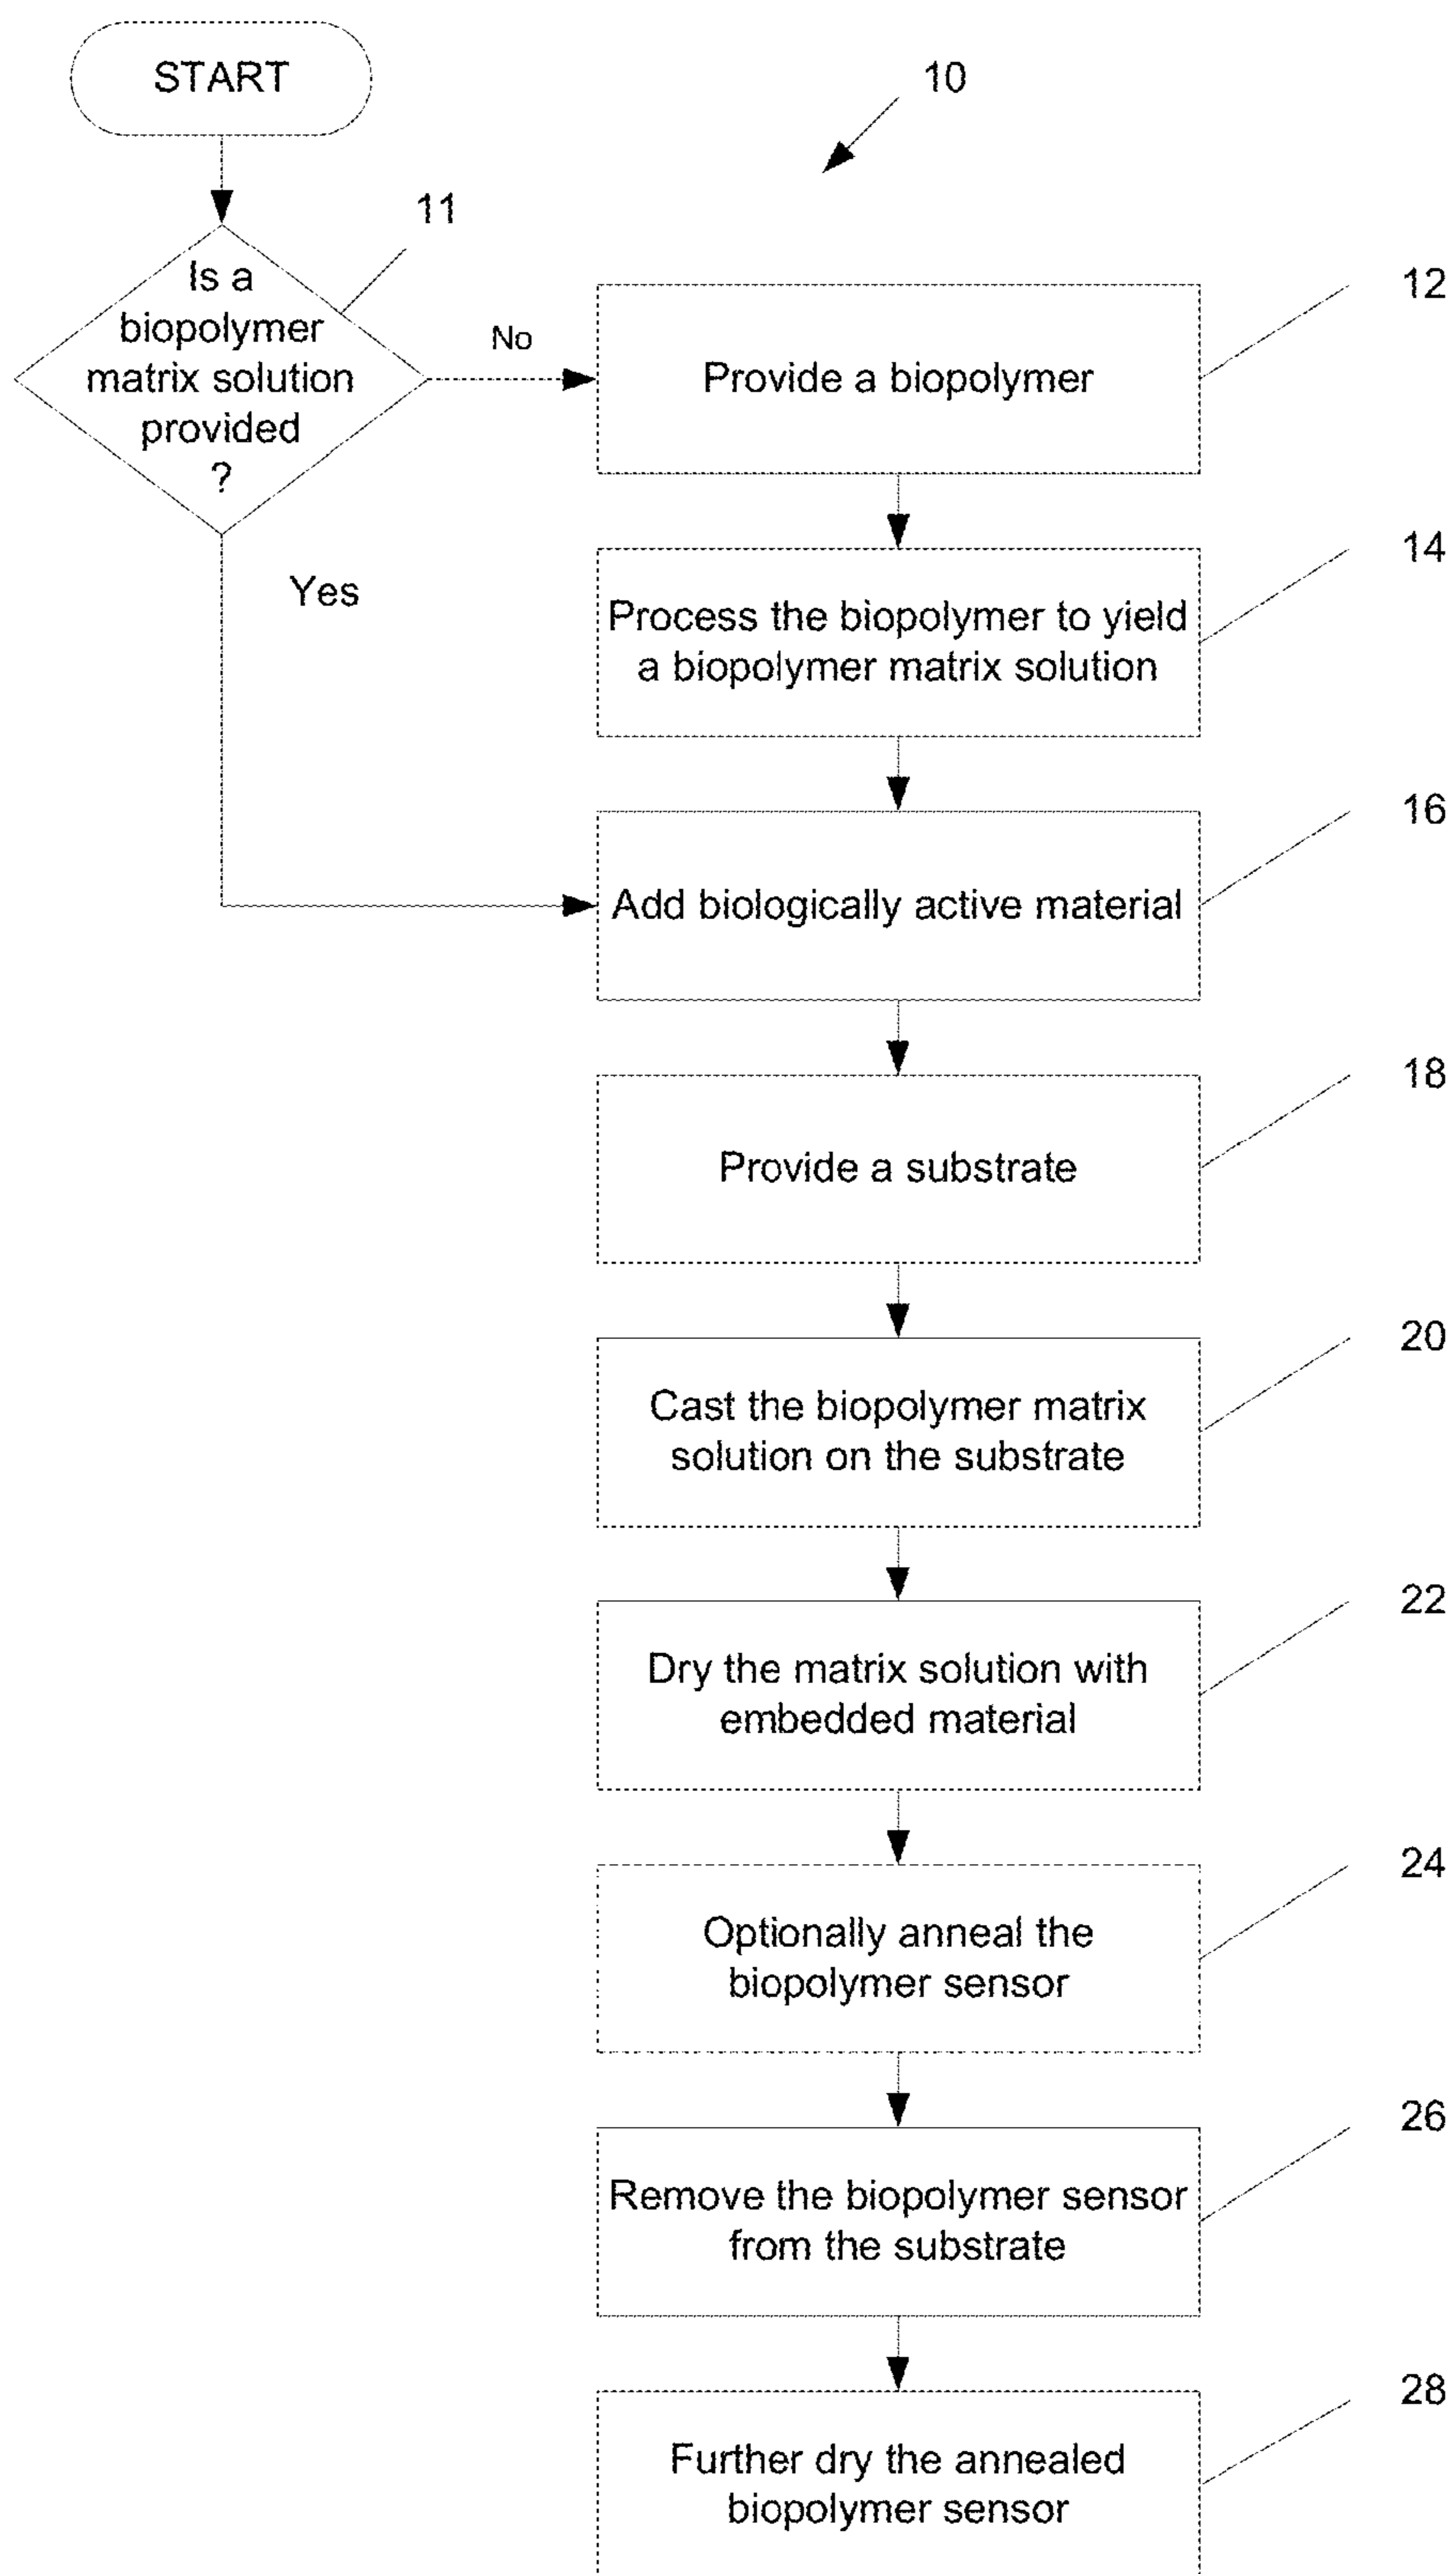 START
10
11
Is a
biopolymer
matrix solution
provided
?
No
Yes
12
Provide a biopolymer
14
Process the biopolymer to yield
a biopolymer matrix solution
16
Add biologically active material
18
Provide a substrate
20
Cast the biopolymer matrix
solution on the substrate
22
Dry the matrix solution with
embedded material
24
Optionally anneal the
biopolymer sensor
26
Remove the biopolymer sensor
from the substrate
28
Further dry the annealed
biopolymer sensor